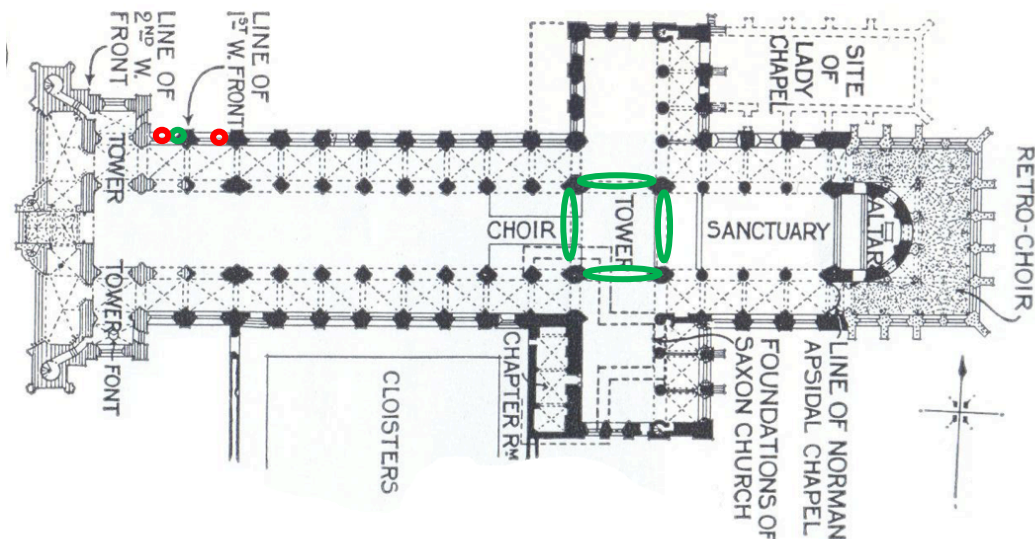 LINE OF
2ND W.
FRONT
LINE OF
1ST W. FRONT
SITE
OF
LADY
CHAPEL
RETRO-CHOIR
TOWER
CHOIR
TOWER
SANCTUARY
ALTAR
TOWER
FONT
CLOISTERS
CHAPTER RM
FOUNDATIONS OF
SAXON CHURCH
LINE OF NORMAN
APSIDAL CHAPEL